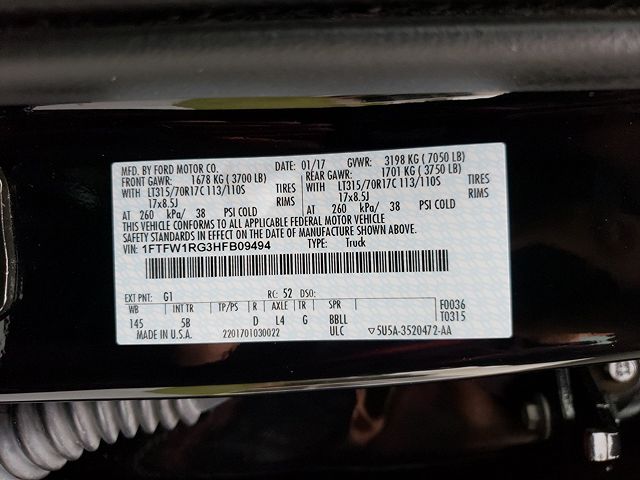 MFD. BY FORD MOTOR CO. DATE: 01/17 GVWR: 3198 KG ( 7050 LB)
FRONT GAWR: 1678 KG ( 3700 LB) REAR GAWR: 1701 KG ( 3750 LB)
WITH LT315/70R17C 113/110S TIRES WITH LT315/70R17C 113/110S TIRES
17x8.5J RIMS 17x8.5J RIMS
AT 260 kPa/ 38 PSI COLD AT 260 kPa/ 38 PSI COLD
THIS VEHICLE CONFORMS TO ALL APPLICABLE FEDERAL MOTOR VEHICLE
SAFETY STANDARDS IN EFFECT ON THE DATE OF MANUFACTURE SHOWN ABOVE.
VIN: 1FTFW1RG3HFB09494 TYPE: Truck
EXT PNT: G1 RC: 52 DSO:
WB INT TR TP/PS R AXLE TR SPR F0036
145 5B D L4 G BBLL T0315
MADE IN U.S.A. 2201701030022 ULC 5U5A-3520472-AA